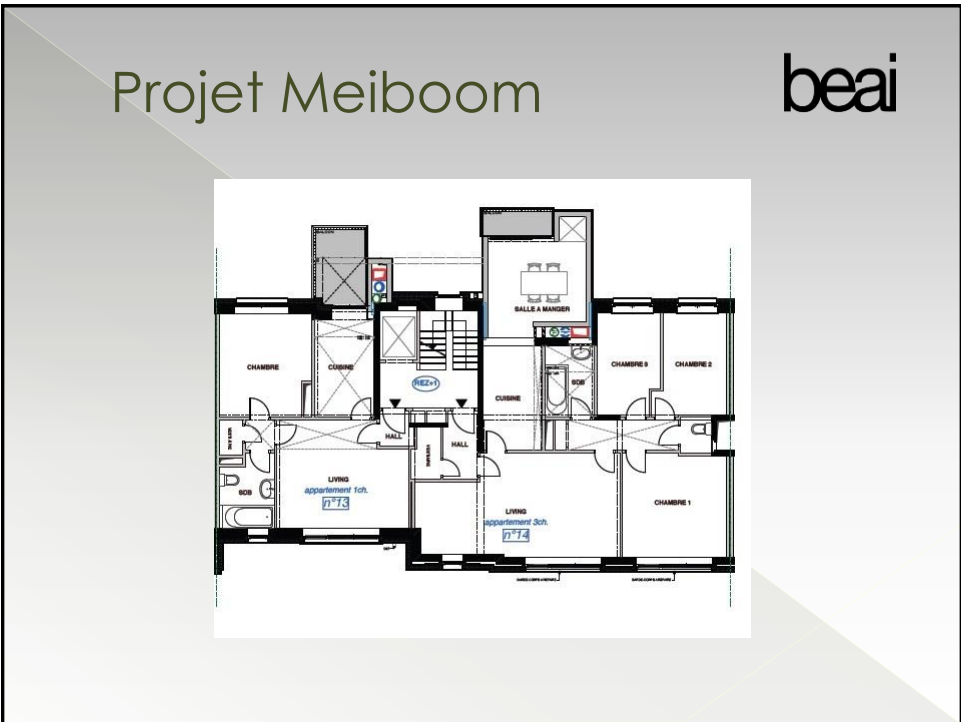 Projet Meiboom
beai
BALCON
SALLE A MANGER
CHAMBRE
CUISINE
REZ+1
CUISINE
SDB
CHAMBRE 3
CHAMBRE 2
HALL
HALL
SDB
LIVING
appartement 1ch.
n°13
LIVING
appartement 3ch.
n°14
CHAMBRE 1